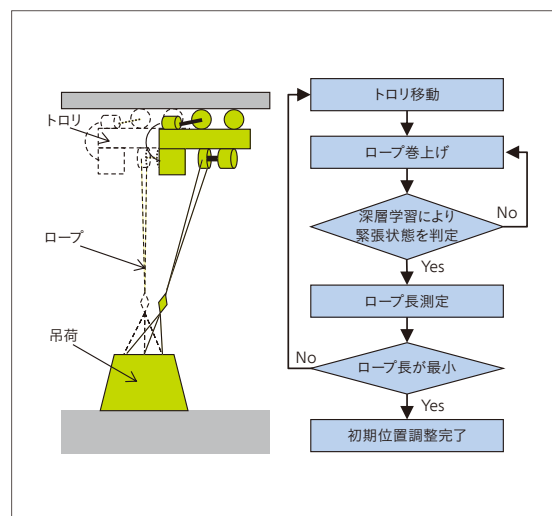 トロリ
ロープ
吊荷
トロリ移動
ロープ巻上げ
深層学習により
緊張状態を判定
No
Yes
ロープ長測定
No
ロープ長が最小
Yes
初期位置調整完了